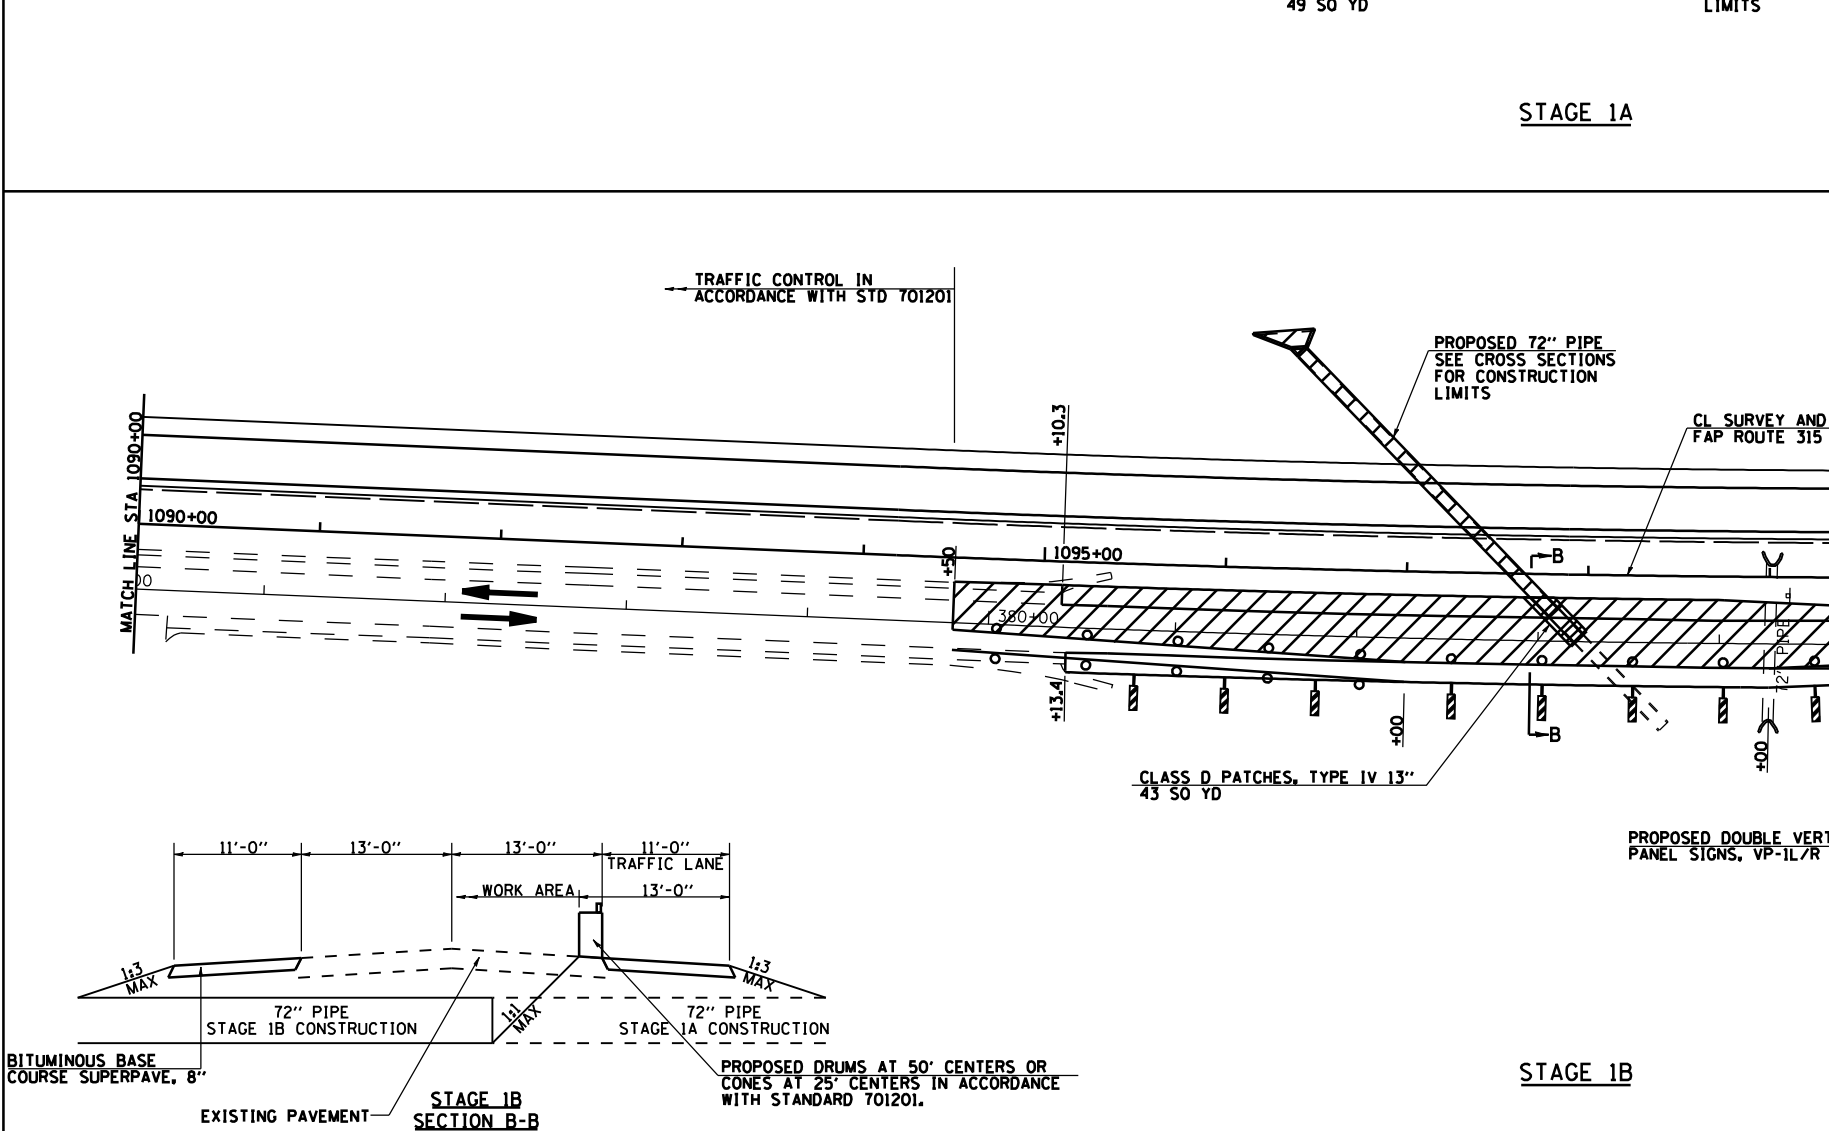 49 SQ YD
LIMITS
STAGE 1A
TRAFFIC CONTROL IN
ACCORDANCE WITH STD 701201
PROPOSED 72" PIPE
SEE CROSS SECTIONS
FOR CONSTRUCTION
LIMITS
CL SURVEY AND
FAP ROUTE 315
MATCH LINE STA 1090+00
1090+00
00
+50
+10.3
1095+00
380+00
B
72" PIPE
+13.4
+00
B
+00
CLASS D PATCHES, TYPE IV 13"
43 SQ YD
PROPOSED DOUBLE VERT
PANEL SIGNS, VP-1L/R
11'-0"
13'-0"
13'-0"
11'-0"
TRAFFIC LANE
WORK AREA
13'-0"
1:3
MAX
1:3
MAX
1:1
MAX
72" PIPE
STAGE 1B CONSTRUCTION
72" PIPE
STAGE 1A CONSTRUCTION
BITUMINOUS BASE
COURSE SUPERPAVE, 8"
EXISTING PAVEMENT
STAGE 1B
SECTION B-B
PROPOSED DRUMS AT 50' CENTERS OR
CONES AT 25' CENTERS IN ACCORDANCE
WITH STANDARD 701201.
STAGE 1B